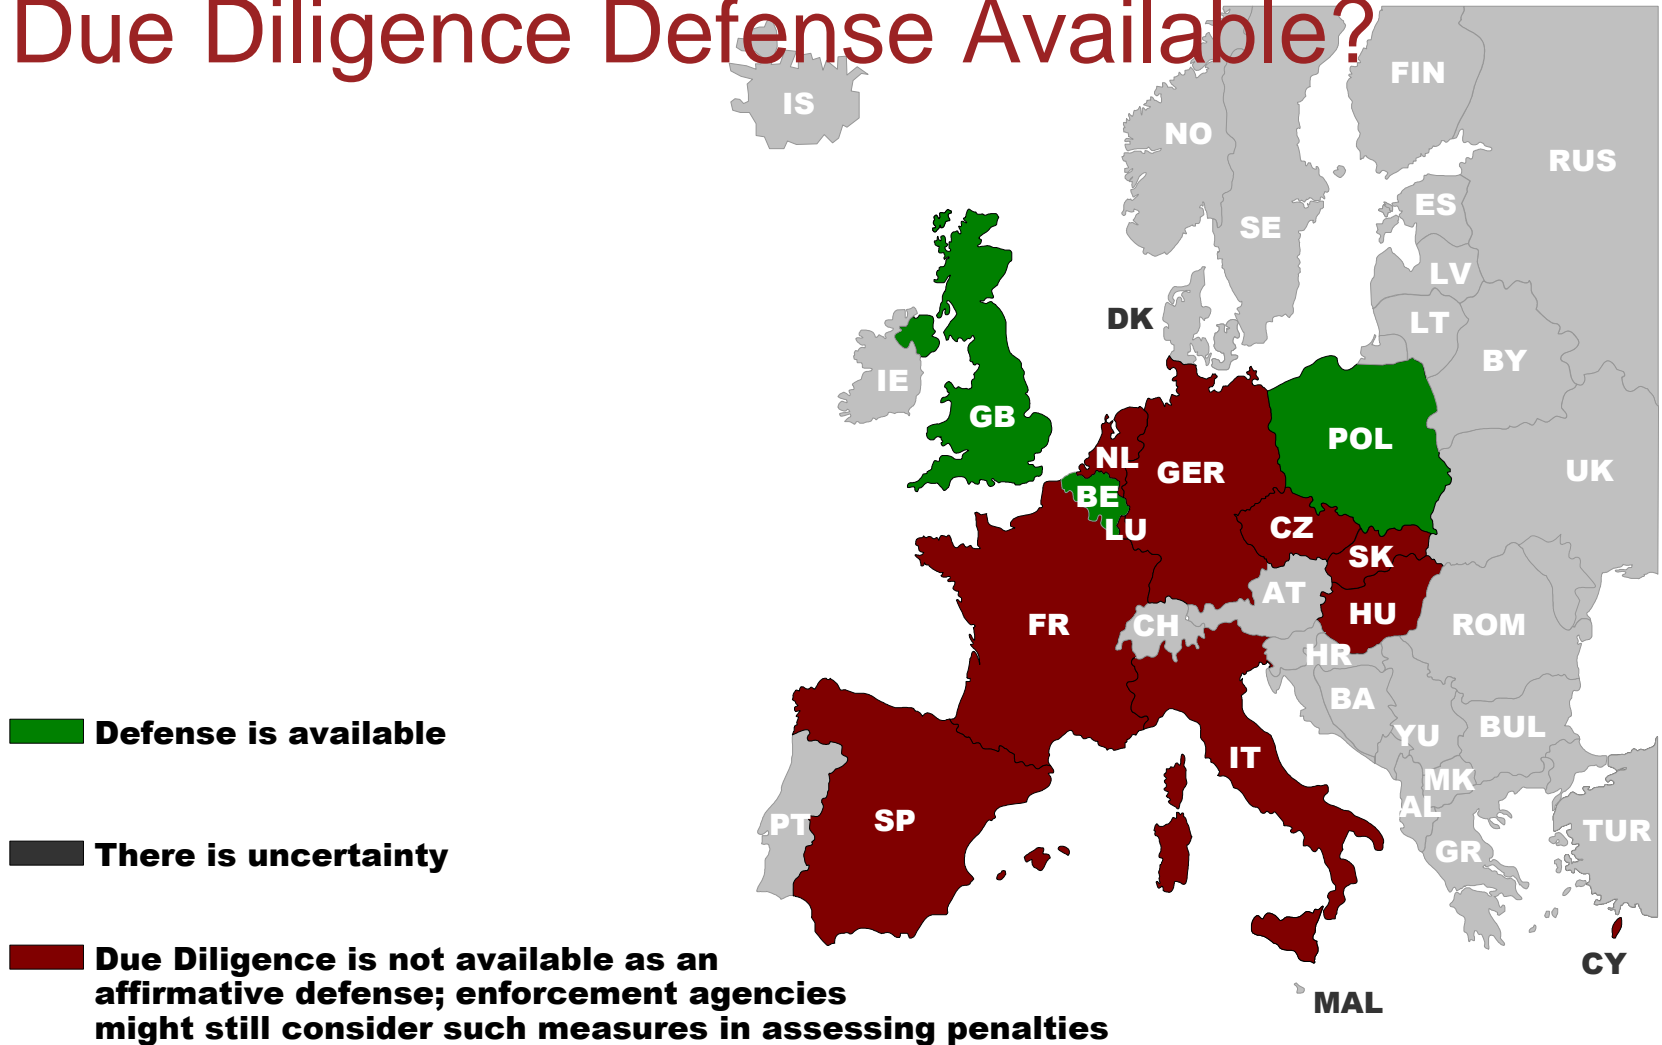 Due Diligence Defense Available?
IS
FIN
NO
RUS
ES
SE
LV
DK
LT
BY
IE
GB
POL
NL
GER
UK
BE
LU
CZ
SK
AT
HU
FR
CH
ROM
HR
BA
YU
BUL
IT
MK
AL
PT
SP
TUR
GR
CY
MAL
Defense is available
There is uncertainty
Due Diligence is not available as an
affirmative defense; enforcement agencies
might still consider such measures in assessing penalties